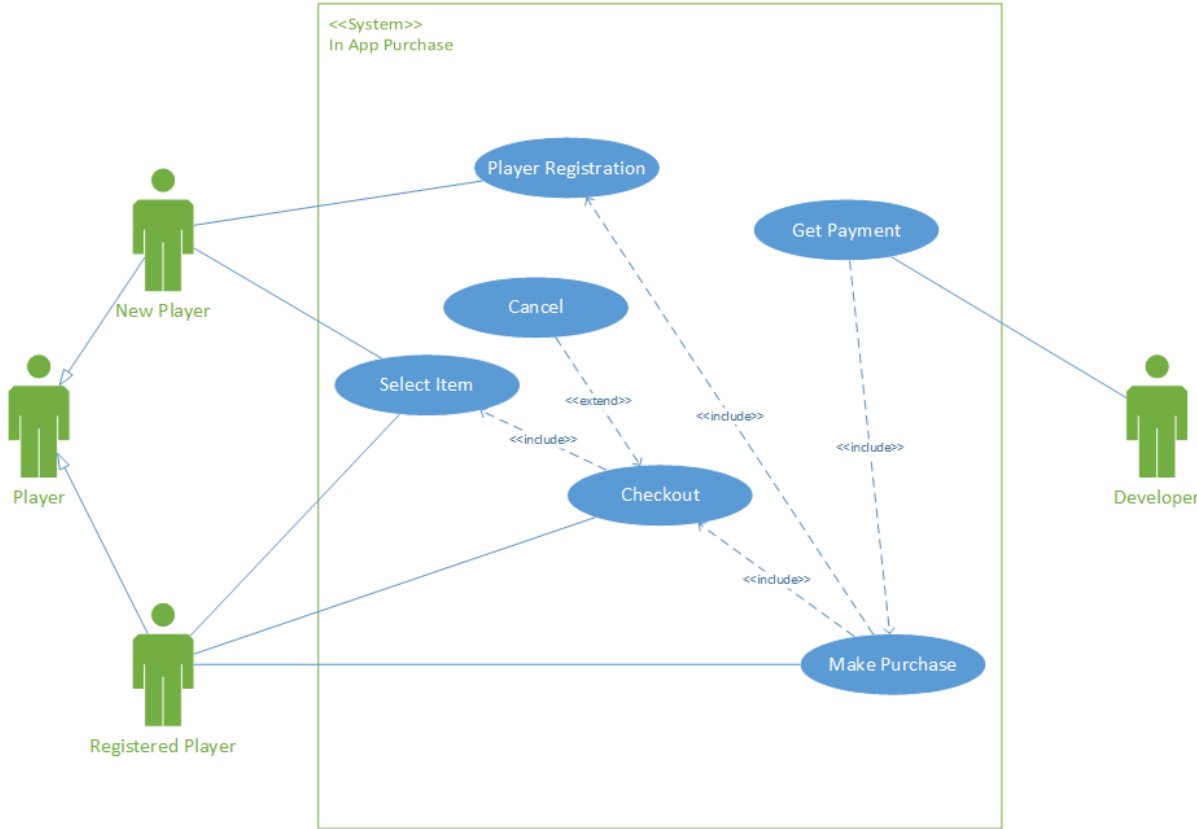 <<System>>
In App Purchase
Player Registration
Get Payment
New Player
Cancel
Select Item
<<extend>>
<<include>>
<<include>>
<<include>>
Player
Checkout
Developer
<<include>>
Make Purchase
Registered Player